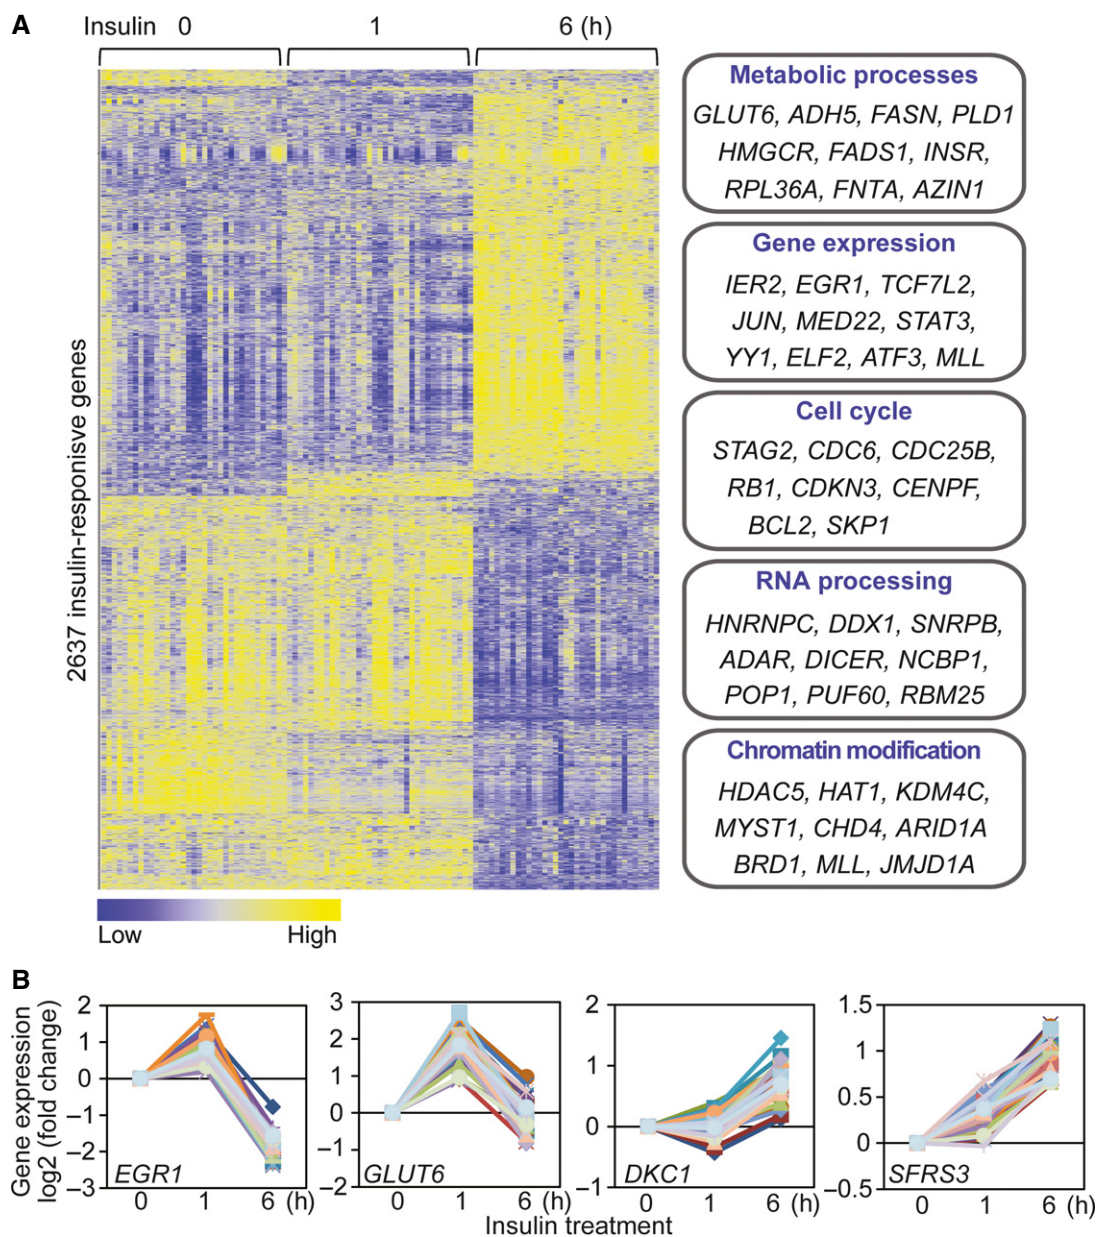 A
Insulin 0 1 6 (h)
2637 insulin-responisve genes
Low High
Metabolic processes
GLUT6, ADH5, FASN, PLD1
HMGCR, FADS1, INSR,
RPL36A, FNTA, AZIN1
Gene expression
IER2, EGR1, TCF7L2,
JUN, MED22, STAT3,
YY1, ELF2, ATF3, MLL
Cell cycle
STAG2, CDC6, CDC25B,
RB1, CDKN3, CENPF,
BCL2, SKP1
RNA processing
HNRNPC, DDX1, SNRPB,
ADAR, DICER, NCBP1,
POP1, PUF60, RBM25
Chromatin modification
HDAC5, HAT1, KDM4C,
MYST1, CHD4, ARID1A
BRD1, MLL, JMJD1A
B
Gene expression
log2 (fold change)
2
1
0
−1
−2
−3
EGR1
0 1 6 (h)
3
2
1
0
−1
−2
GLUT6
0 1 6 (h)
2
1
0
−1
DKC1
0 1 6 (h)
1.5
1
0.5
0
−0.5
SFRS3
0 1 6 (h)
Insulin treatment